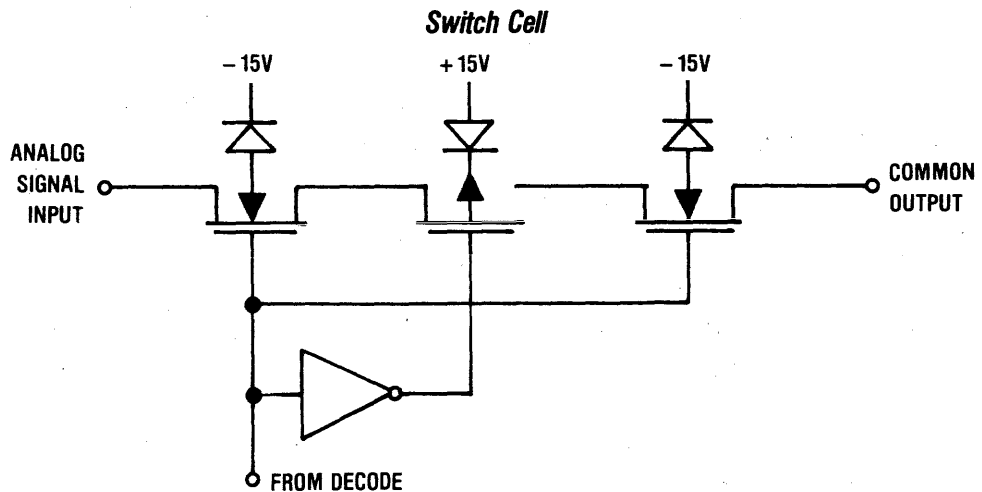 Switch Cell
– 15V
+ 15V
– 15V
ANALOG
SIGNAL
INPUT
COMMON
OUTPUT
FROM DECODE